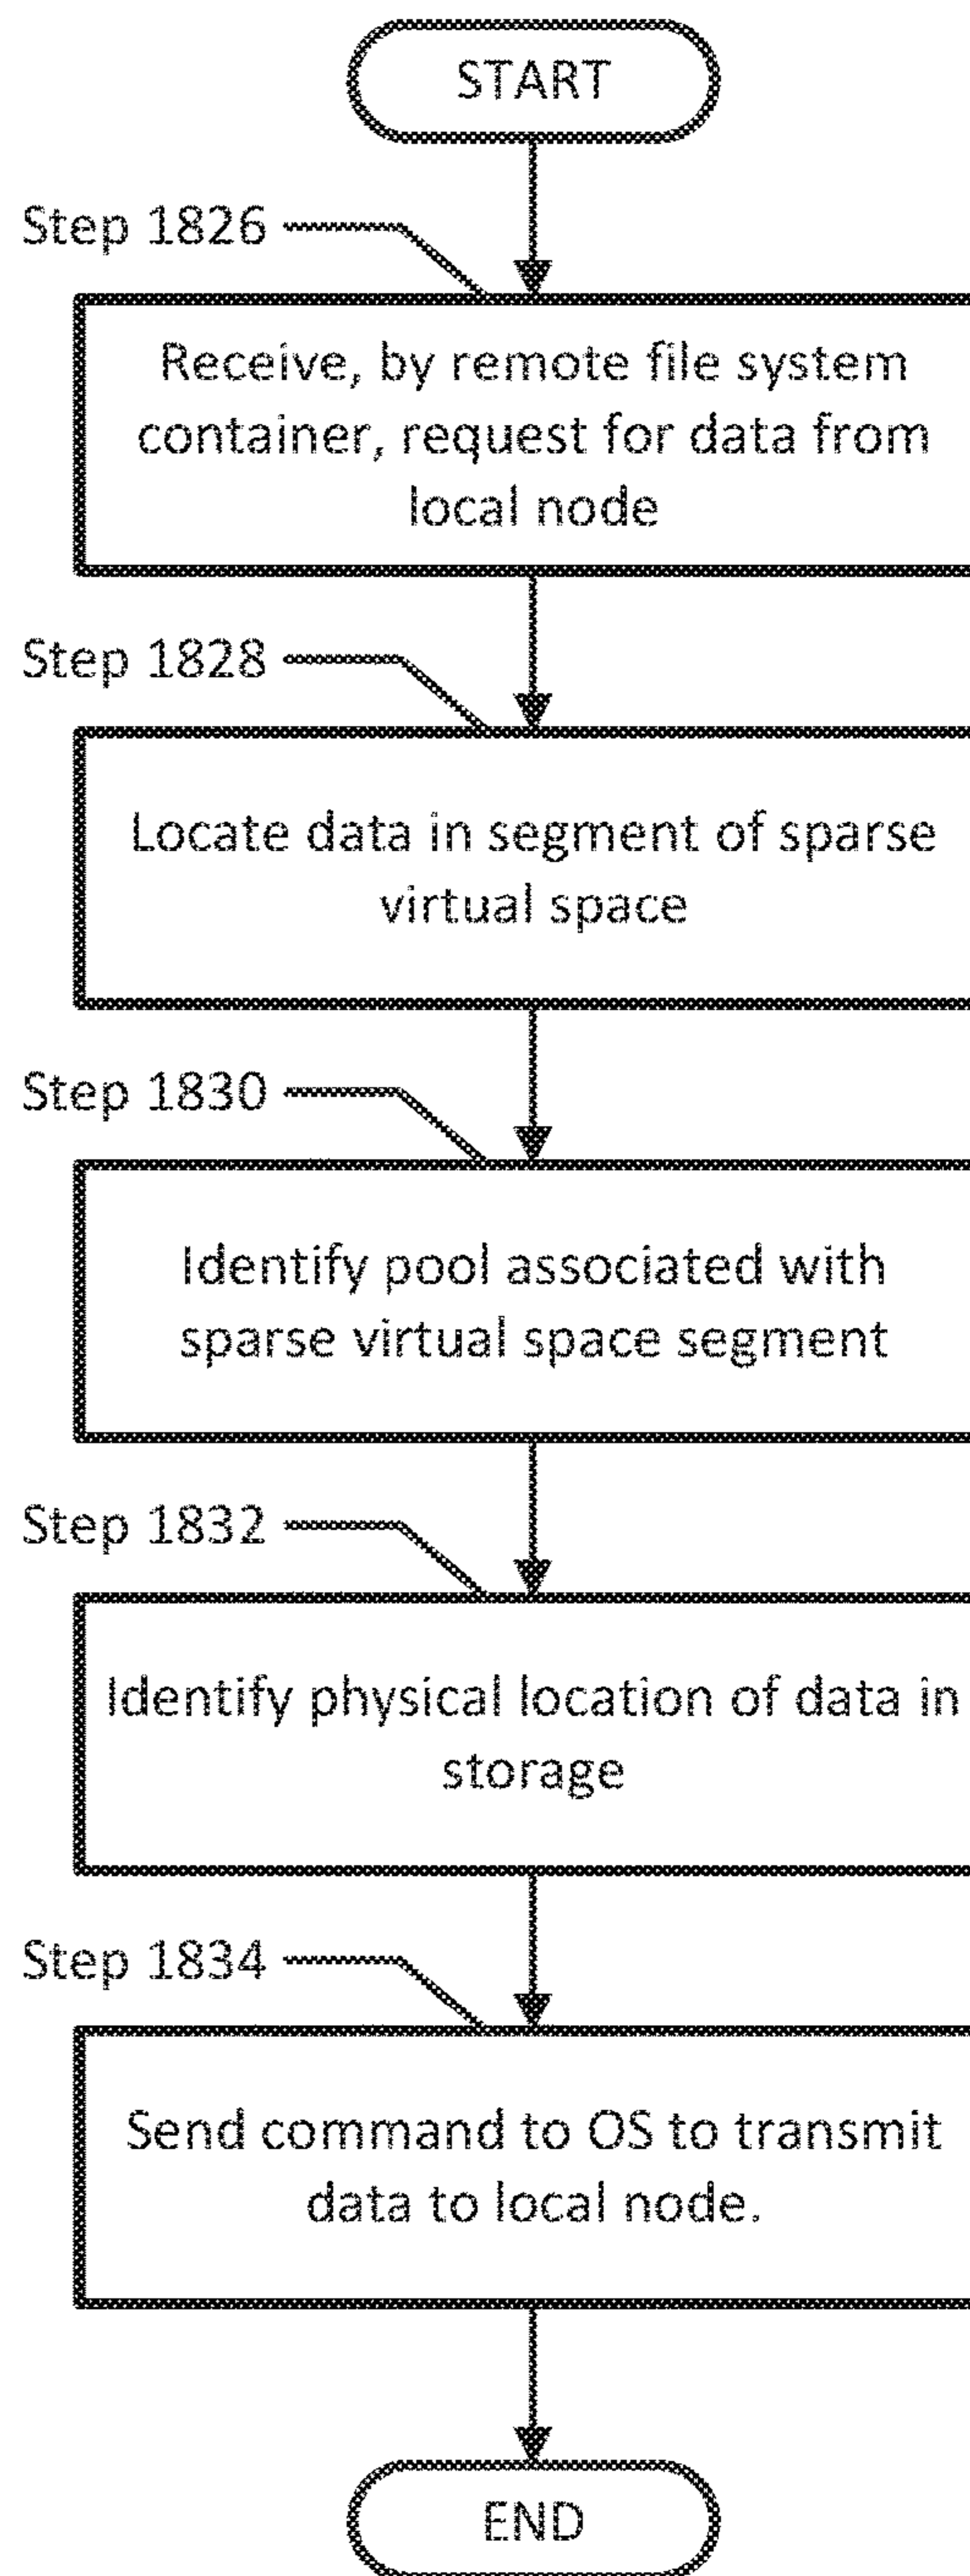 START
Step 1826
Receive, by remote file system
container, request for data from
local node
Step 1828
Locate data in segment of sparse
virtual space
Step 1830
Identify pool associated with
sparse virtual space segment
Step 1832
Identify physical location of data in
storage
Step 1834
Send command to OS to transmit
data to local node.
END